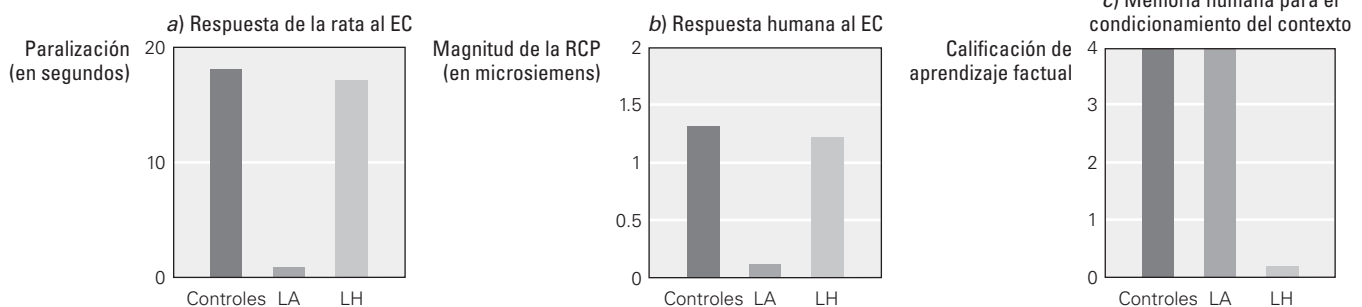 a) Respuesta de la rata al EC
Paralización
(en segundos)
20
10
0
Controles LA LH
b) Respuesta humana al EC
Magnitud de la RCP
(en microsiemens)
2
1.5
1
0.5
0
Controles LA LH
c) Memoria humana para el
condicionamiento del contexto
Calificación de
aprendizaje factual
4
3
2
1
0
Controles LA LH